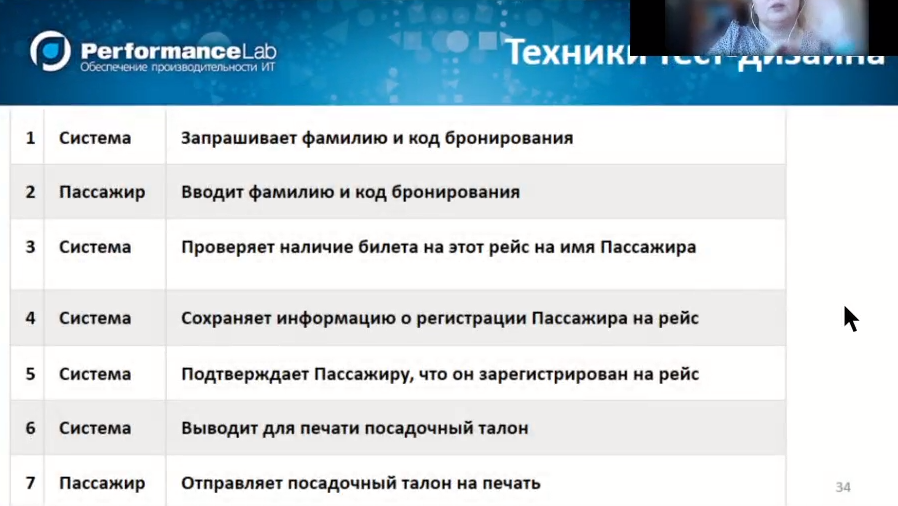 PerformanceLab
Обеспечение производительности ИТ
Техники тест-дизайна
1 Система Запрашивает фамилию и код бронирования
2 Пассажир Вводит фамилию и код бронирования
3 Система Проверяет наличие билета на этот рейс на имя Пассажира
4 Система Сохраняет информацию о регистрации Пассажира на рейс
5 Система Подтверждает Пассажиру, что он зарегистрирован на рейс
6 Система Выводит для печати посадочный талон
7 Пассажир Отправляет посадочный талон на печать
34